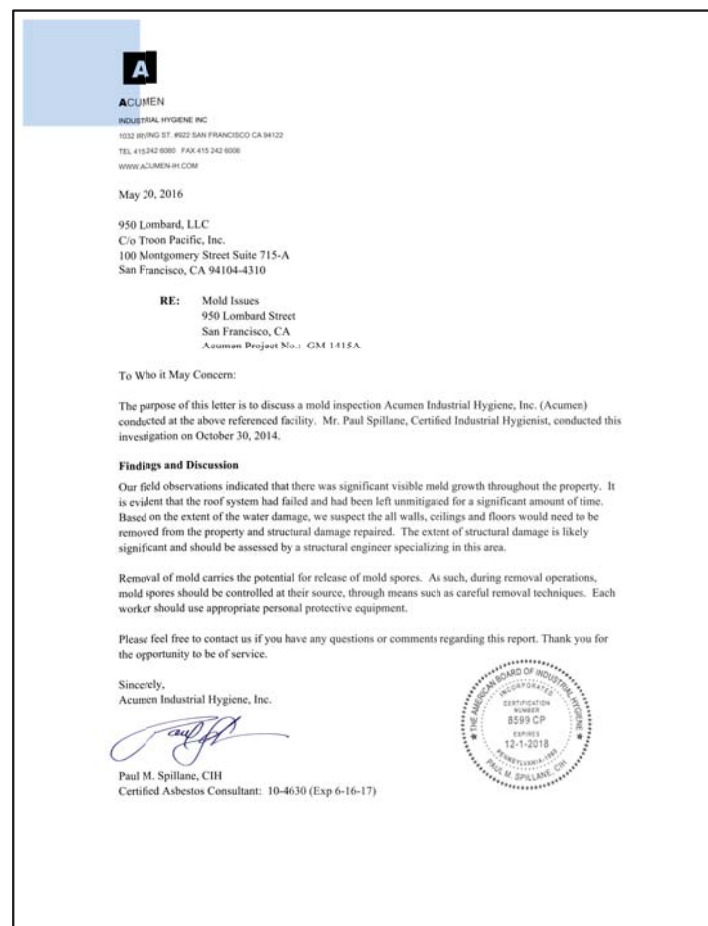 A
ACUMEN
INDUSTRIAL HYGIENE INC
1032 IRVING ST. #922 SAN FRANCISCO CA 94122
TEL 415 242 6060 FAX 415 242 6006
WWW.ACUMEN-IH.COM
May 20, 2016
950 Lombard, LLC
C/o Troon Pacific, Inc.
100 Montgomery Street Suite 715-A
San Francisco, CA 94104-4310
RE: Mold Issues
950 Lombard Street
San Francisco, CA
Acumen Project No.: GM 1415A
To Who it May Concern:
The purpose of this letter is to discuss a mold inspection Acumen Industrial Hygiene, Inc. (Acumen)
conducted at the above referenced facility. Mr. Paul Spillane, Certified Industrial Hygienist, conducted this
investigation on October 30, 2014.
Findings and Discussion
Our field observations indicated that there was significant visible mold growth throughout the property. It
is evident that the roof system had failed and had been left unmitigated for a significant amount of time.
Based on the extent of the water damage, we suspect the all walls, ceilings and floors would need to be
removed from the property and structural damage repaired. The extent of structural damage is likely
significant and should be assessed by a structural engineer specializing in this area.
Removal of mold carries the potential for release of mold spores. As such, during removal operations,
mold spores should be controlled at their source, through means such as careful removal techniques. Each
worker should use appropriate personal protective equipment.
Please feel free to contact us if you have any questions or comments regarding this report. Thank you for
the opportunity to be of service.
Sincerely,
Acumen Industrial Hygiene, Inc.
Paul M. Spillane, CIH
Certified Asbestos Consultant: 10-4630 (Exp 6-16-17)
THE AMERICAN BOARD OF INDUSTRIAL HYGIENE
INCORPORATED
CERTIFICATION
NUMBER
8599 CP
EXPIRES
12-1-2018
PENNSYLVANIA-1960
PAUL M. SPILLANE, CIH